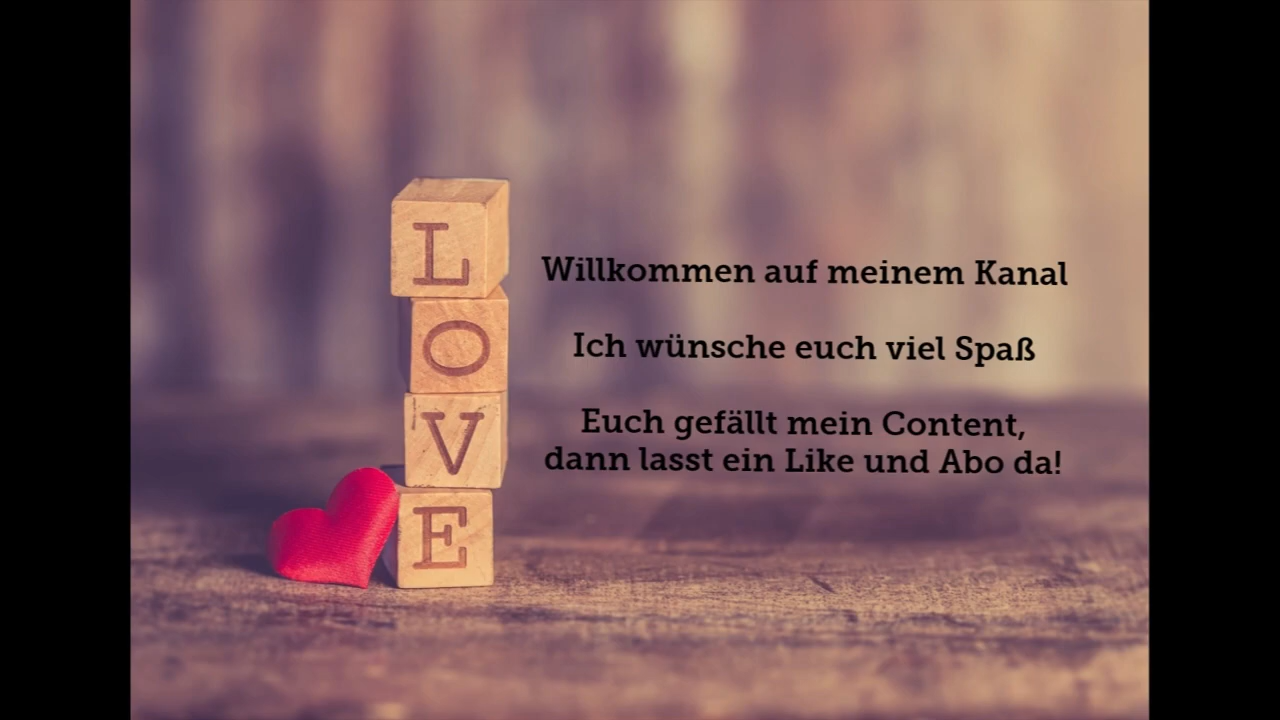 L
O
V
E
Willkommen auf meinem Kanal
Ich wünsche euch viel Spaß
Euch gefällt mein Content,
dann lasst ein Like und Abo da!